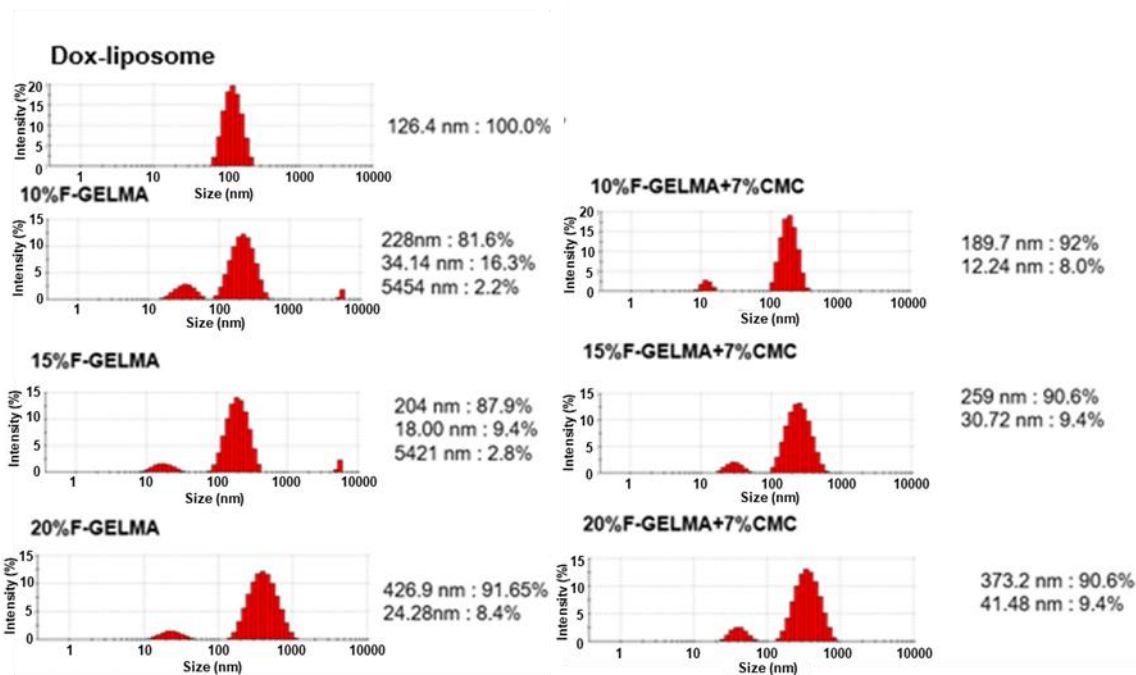 Dox-liposome
Intensity (%)
20
15
10
5
0
1 10 100 1000 10000
Size (nm)
126.4 nm : 100.0%
10%F-GELMA
Intensity (%)
15
10
5
0
1 10 100 1000 10000
Size (nm)
228nm : 81.6%
34.14 nm : 16.3%
5454 nm : 2.2%
10%F-GELMA+7%CMC
Intensity (%)
20
15
10
5
0
1 10 100 1000 10000
Size (nm)
189.7 nm : 92%
12.24 nm : 8.0%
15%F-GELMA
Intensity (%)
15
10
5
0
1 10 100 1000 10000
Size (nm)
204 nm : 87.9%
18.00 nm : 9.4%
5421 nm : 2.8%
15%F-GELMA+7%CMC
Intensity (%)
15
10
5
0
1 10 100 1000 10000
Size (nm)
259 nm : 90.6%
30.72 nm : 9.4%
20%F-GELMA
Intensity (%)
15
10
5
0
1 10 100 1000 10000
Size (nm)
426.9 nm : 91.65%
24.28nm : 8.4%
20%F-GELMA+7%CMC
Intensity (%)
15
10
5
0
1 10 100 1000 10000
Size (nm)
373.2 nm : 90.6%
41.48 nm : 9.4%